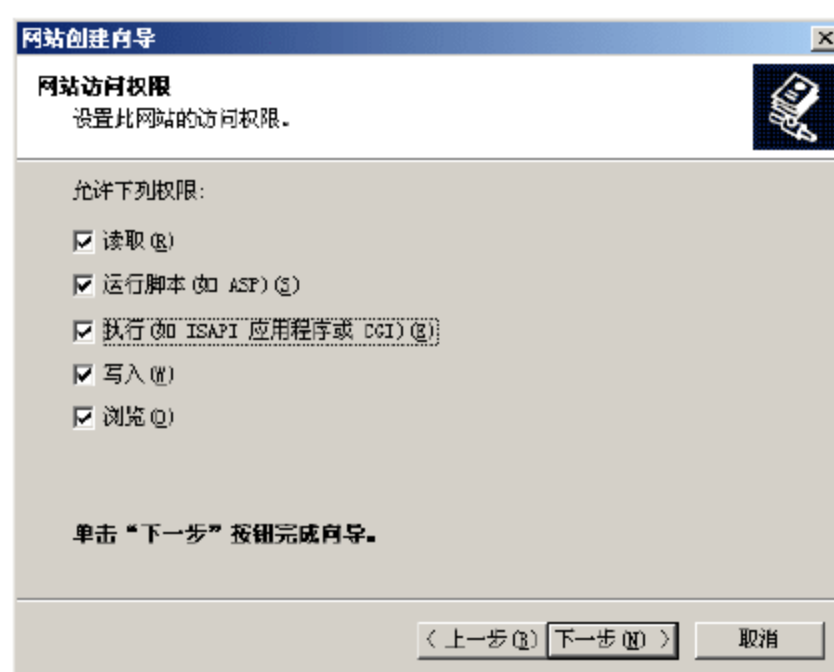 网站创建向导
网站访问权限
设置此网站的访问权限。
允许下列权限:
读取(R)
运行脚本(如 ASP)(S)
执行(如 ISAPI 应用程序或 CGI)(E)
写入(W)
浏览(O)
单击“下一步”按钮完成向导。
< 上一步(B) 下一步(N) > 取消